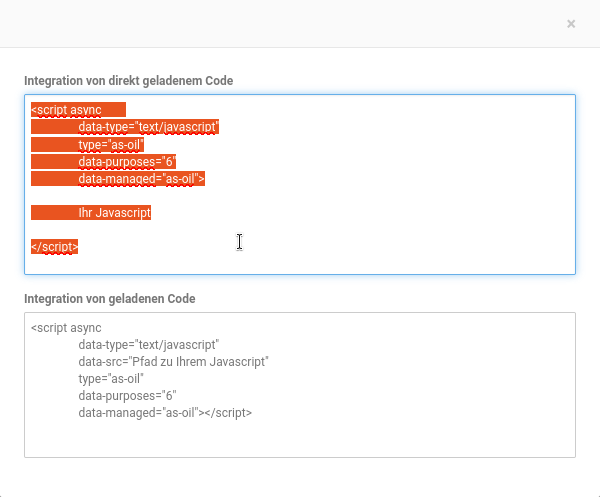 ×
Integration von direkt geladenem Code
<script async
data-type="text/javascript"
type="as-oil"
data-purposes="6"
data-managed="as-oil">
Ihr Javascript
</script>
Integration von geladenen Code
<script async
data-type="text/javascript"
data-src="Pfad zu Ihrem Javascript"
type="as-oil"
data-purposes="6"
data-managed="as-oil"></script>